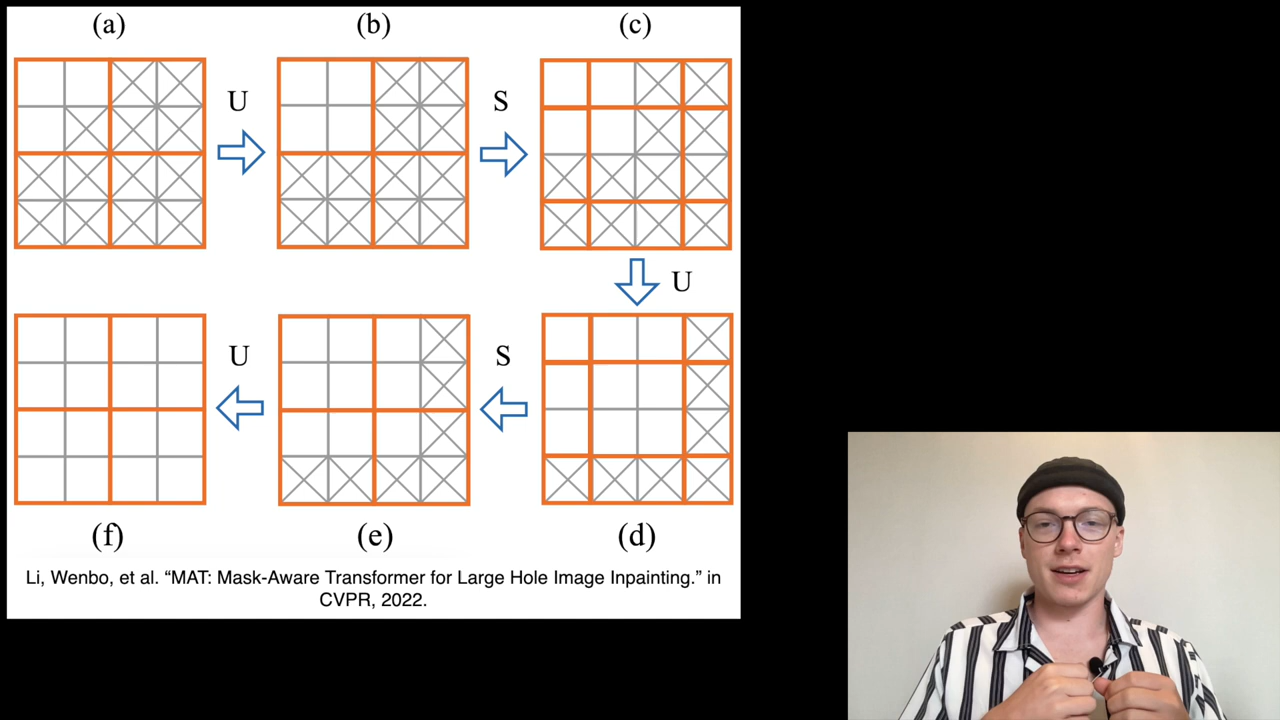 (a)
(b)
(c)
U
S
U
U
S
(f)
(e)
(d)
Li, Wenbo, et al. “MAT: Mask-Aware Transformer for Large Hole Image Inpainting.” in
CVPR, 2022.